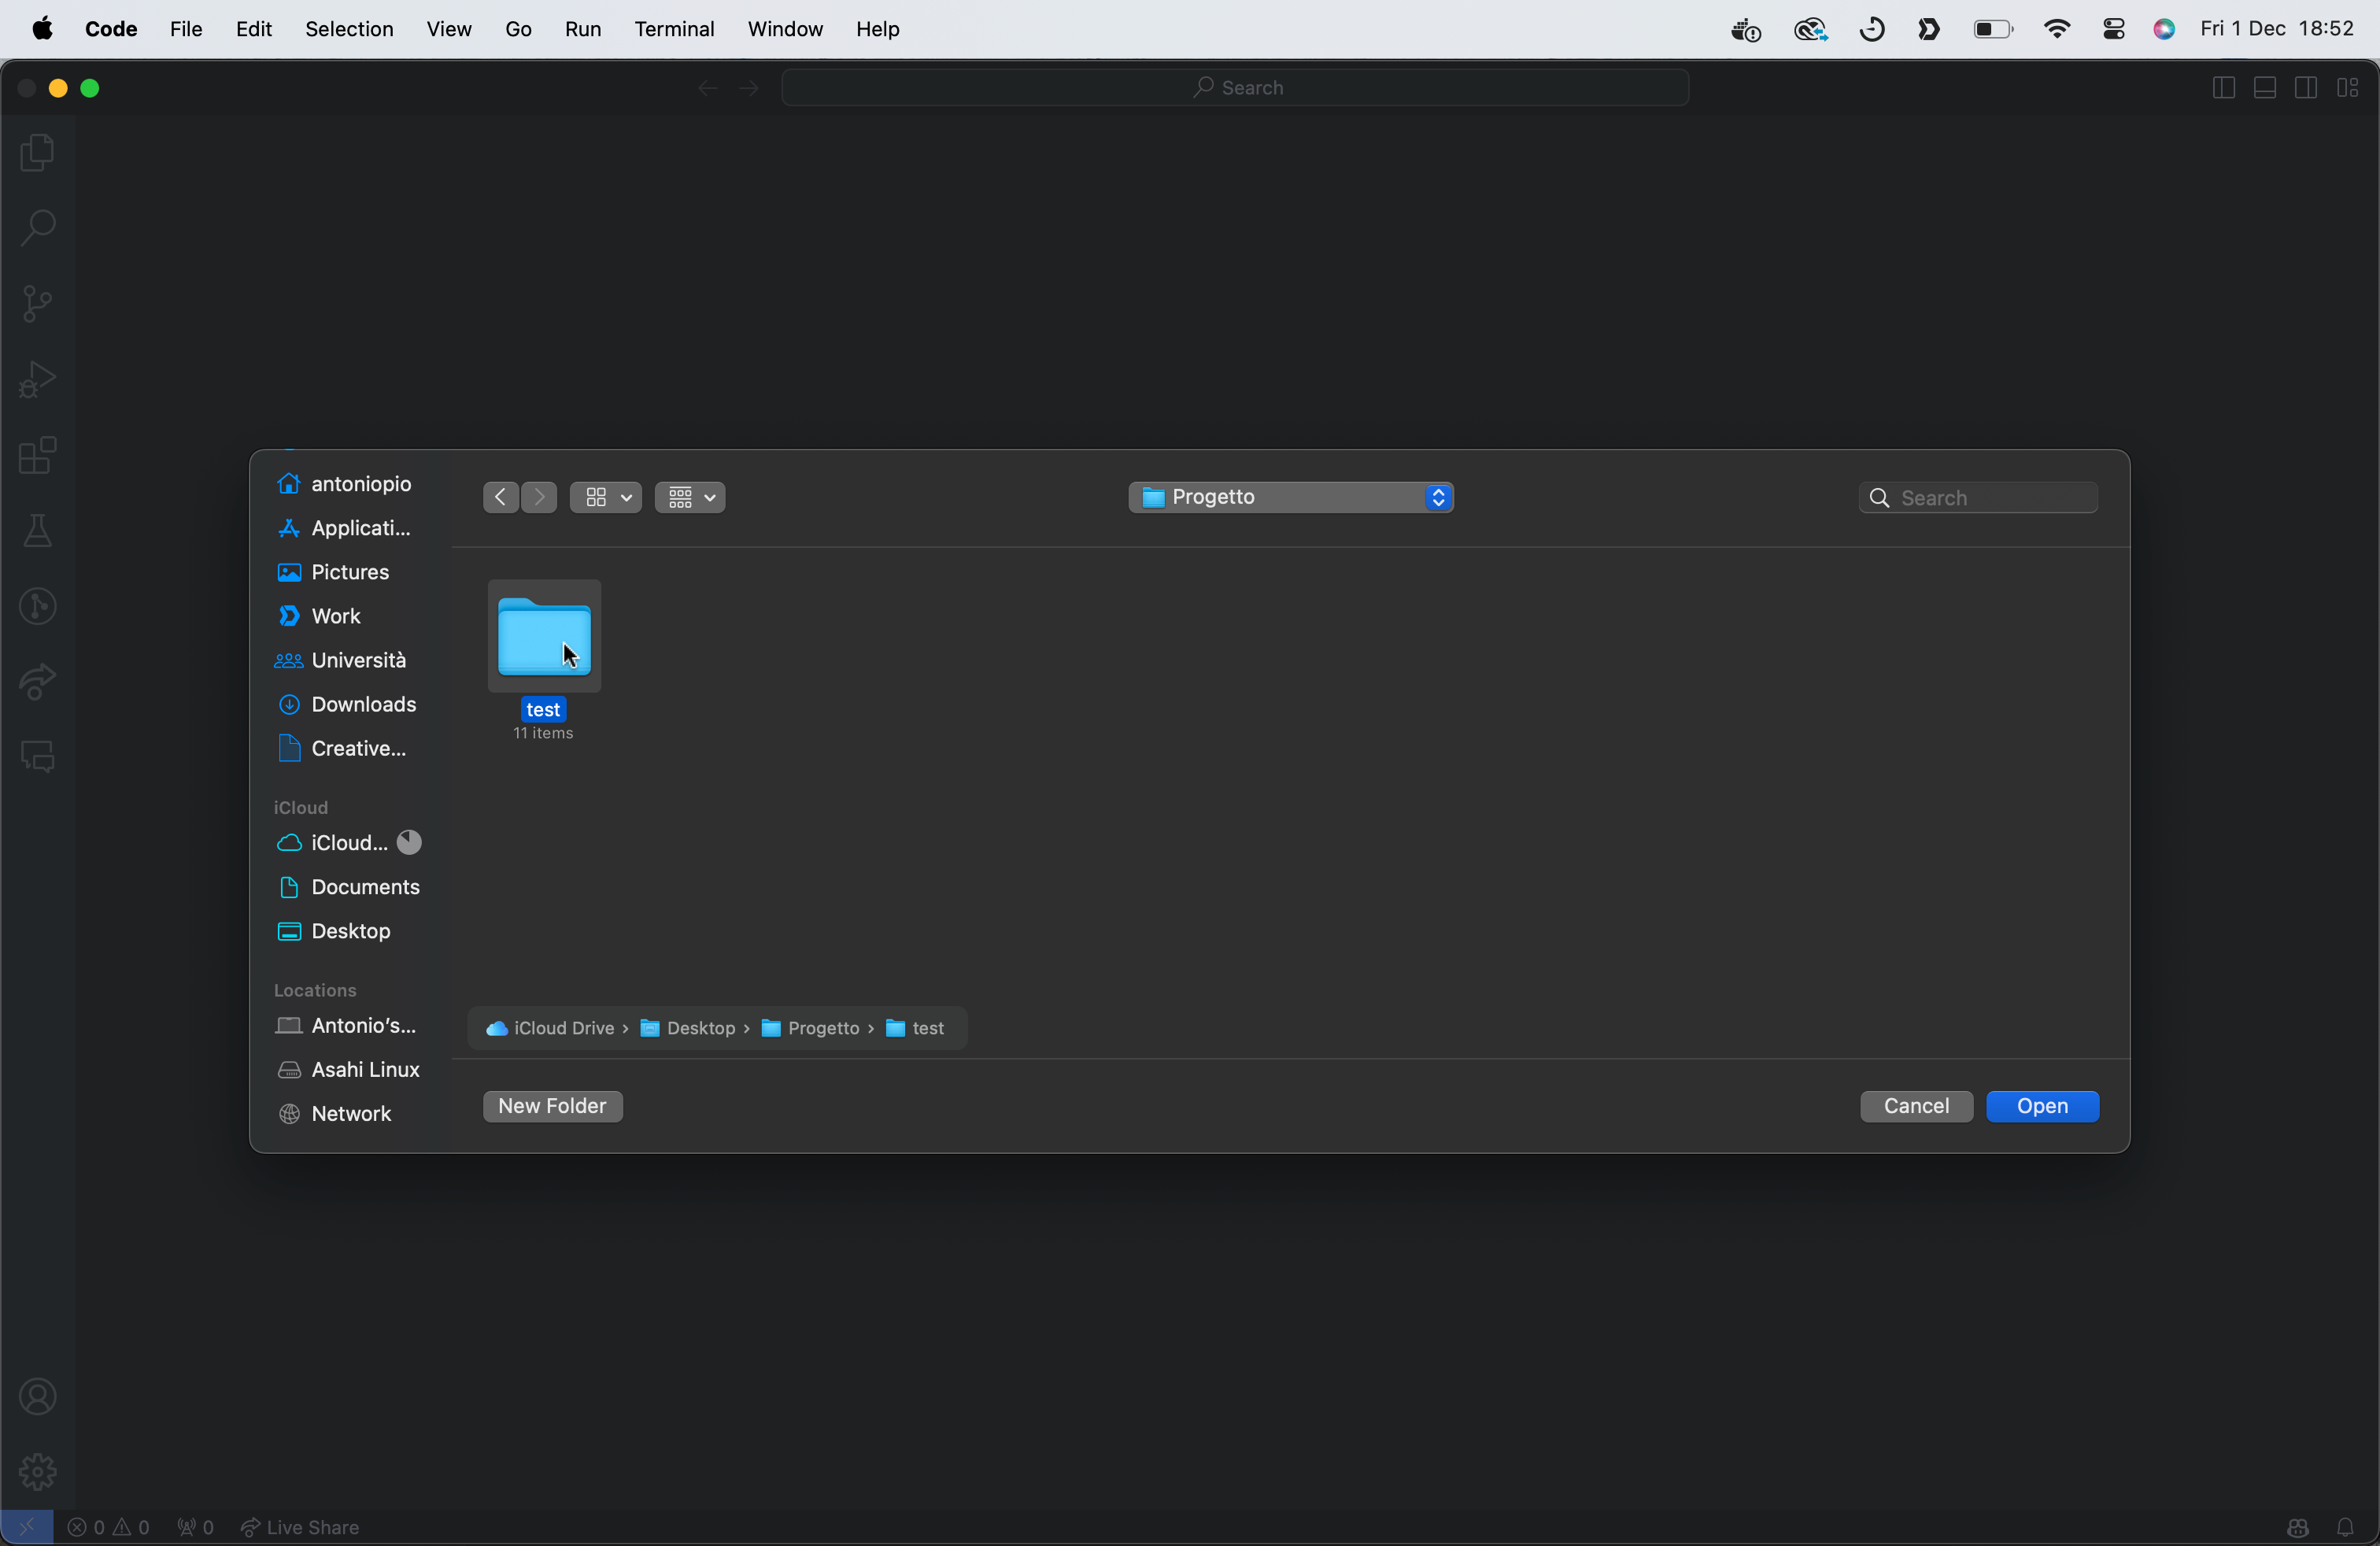 Code File Edit Selection View Go Run Terminal Window Help Fri 1 Dec 18:52
Search
antoniopio
Applicati...
Pictures
Work
Università
Downloads
Creative...
iCloud
iCloud...
Documents
Desktop
Locations
Antonio’s...
Asahi Linux
Network
Progetto
Search
test
11 items
iCloud Drive › Desktop › Progetto › test
New Folder Cancel Open
0 0 0 Live Share